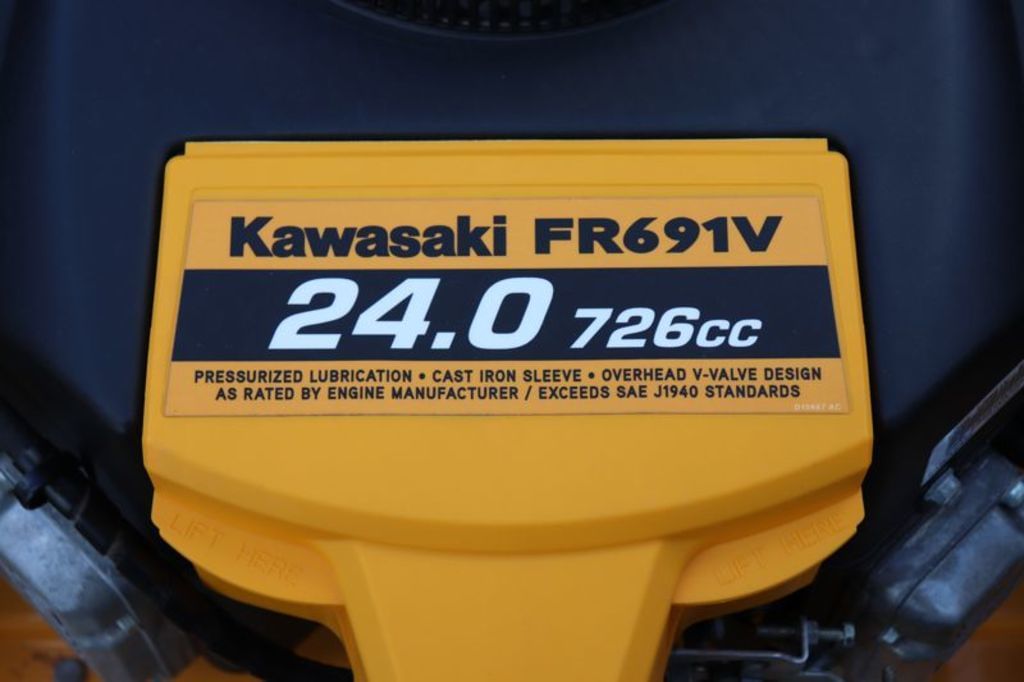 Kawasaki FR691V
24.0 726cc
PRESSURIZED LUBRICATION • CAST IRON SLEEVE • OVERHEAD V-VALVE DESIGN
AS RATED BY ENGINE MANUFACTURER / EXCEEDS SAE J1940 STANDARDS
LIFT HERE
LIFT HERE